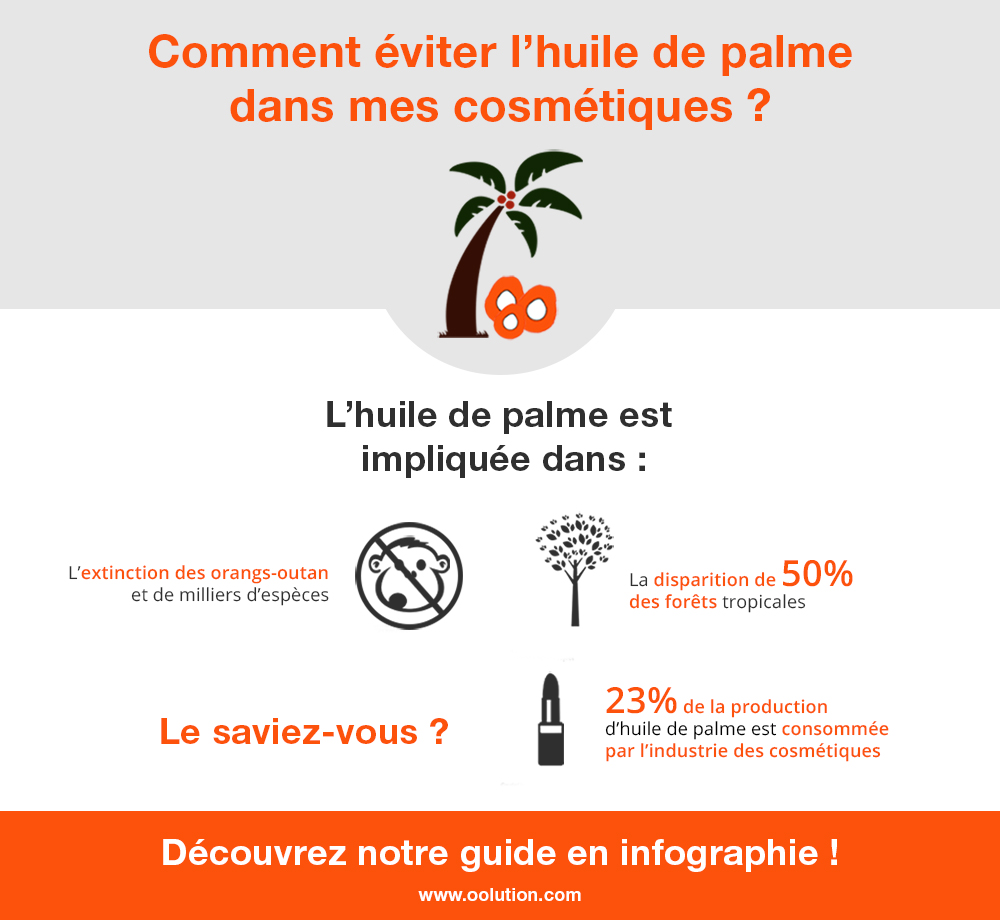 Comment éviter l’huile de palme
dans mes cosmétiques ?
L’huile de palme est
impliquée dans :
L’extinction des orangs-outan
et de milliers d’espèces
La disparition de 50%
des forêts tropicales
Le saviez-vous ?
23% de la production
d’huile de palme est consommée
par l’industrie des cosmétiques
Découvrez notre guide en infographie !
www.oolution.com